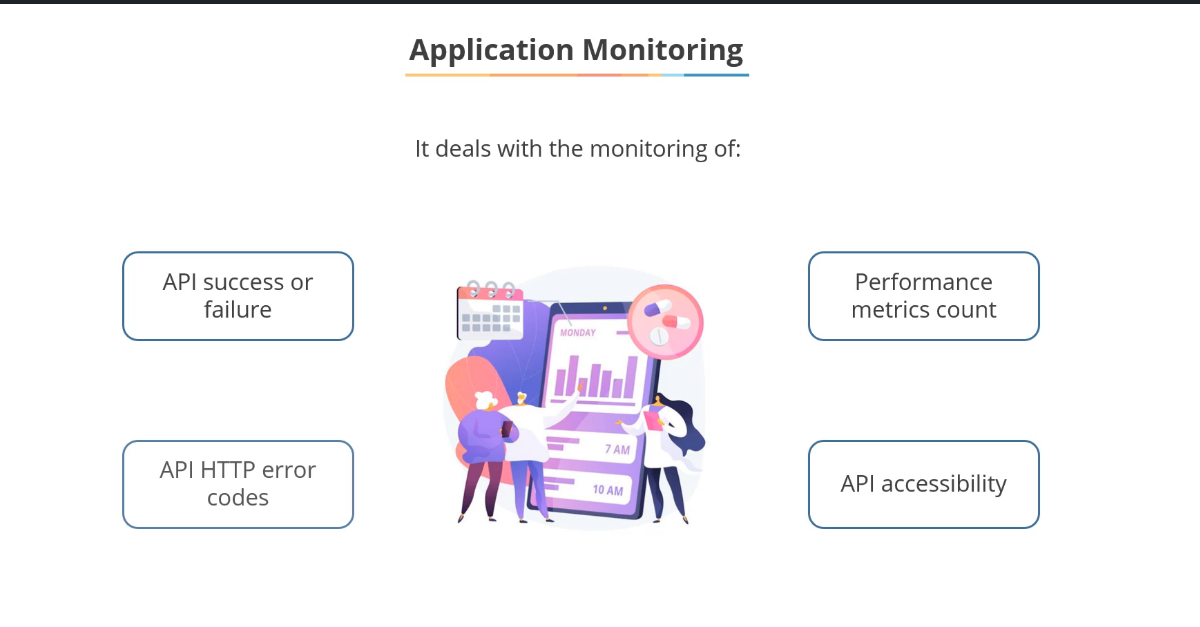 Application Monitoring
It deals with the monitoring of:
API success or
failure
Performance
metrics count
MONDAY
7 AM
10 AM
API HTTP error
codes
API accessibility